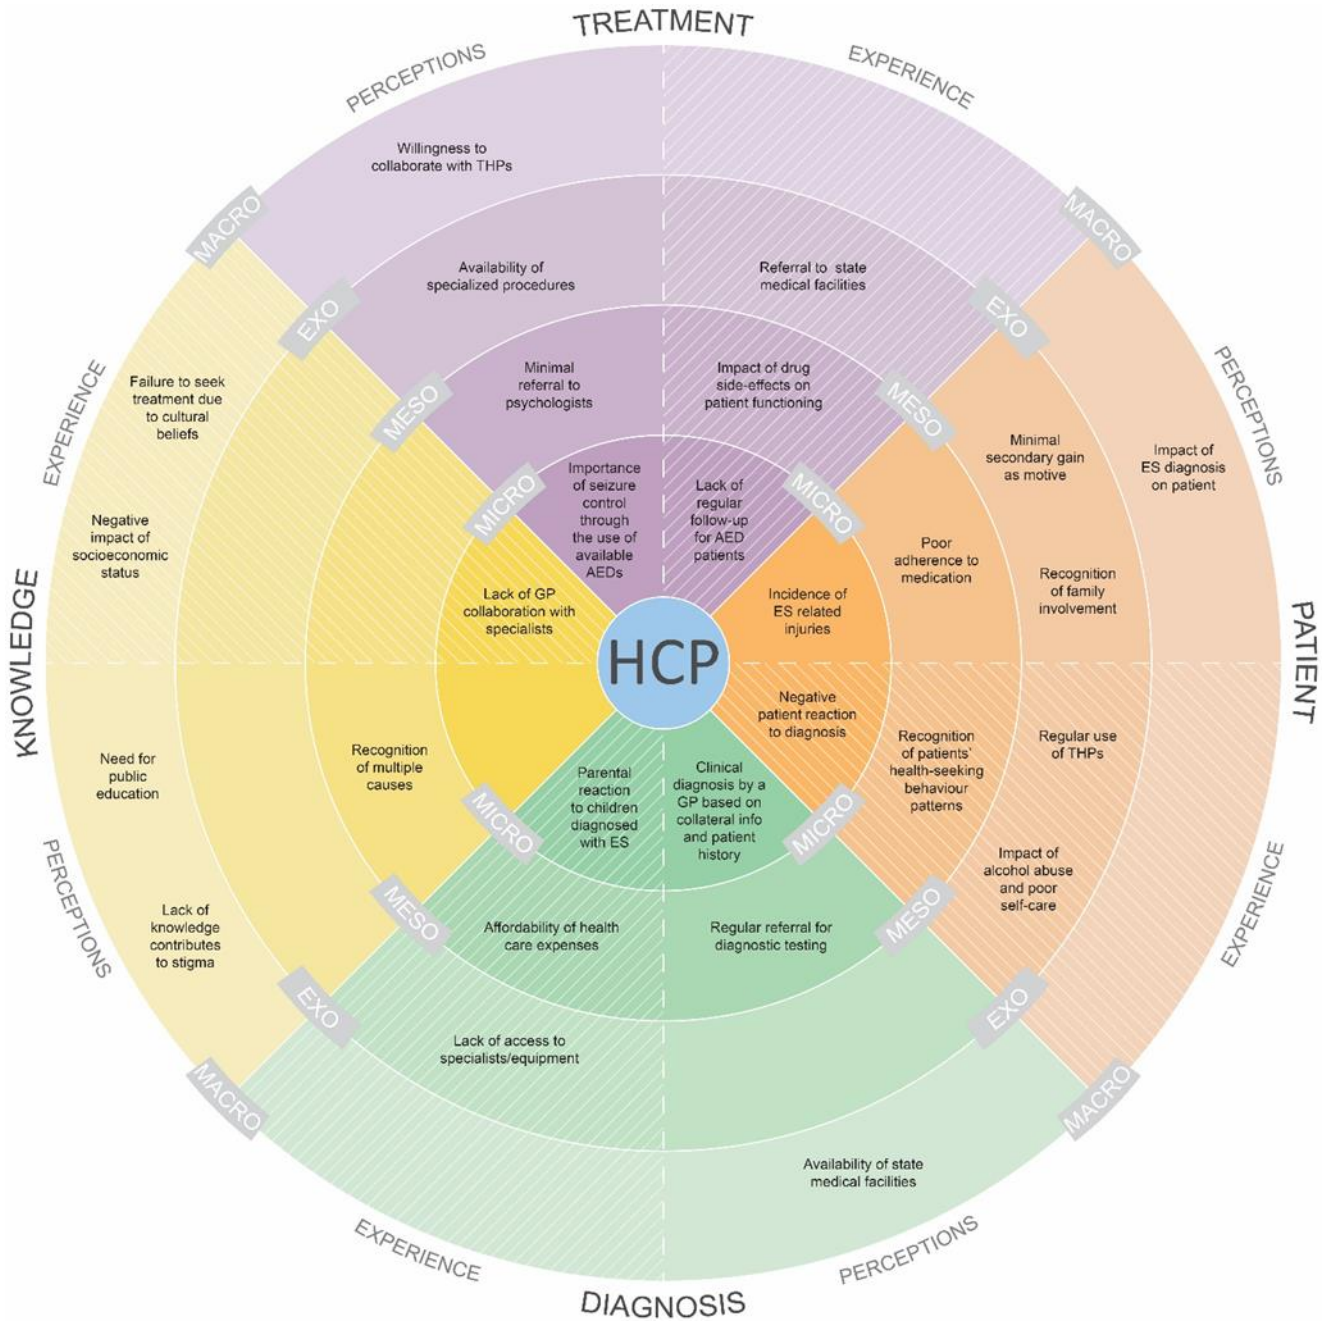 TREATMENT
PERCEPTIONS
EXPERIENCE
Willingness to
collaborate with THPs
MACRO
MACRO
Availability of
specialized procedures
Referral to state
medical facilities
EXO
EXO
Minimal
referral to
psychologists
Impact of drug
side-effects on
patient functioning
MESO
MESO
Importance
of seizure
control
through
the use of
available
AEDs
Lack of
regular
follow-up
for AED
patients
MICRO
MICRO
EXPERIENCE
Failure to seek
treatment due
to cultural
beliefs
Negative
impact of
socioeconomic
status
Lack of GP
collaboration with
specialists
KNOWLEDGE
HCP
PERCEPTIONS
Minimal
secondary gain
as motive
Impact of
ES diagnosis
on patient
Poor
adherence to
medication
Recognition
of family
involvement
Incidence of
ES related
injuries
PATIENT
Negative
patient reaction
to diagnosis
Recognition
of patients'
health-seeking
behaviour
patterns
Regular use
of THPs
Impact of
alcohol abuse
and poor
self-care
EXPERIENCE
Need for
public
education
Recognition
of multiple
causes
Lack of
knowledge
contributes
to stigma
PERCEPTIONS
Parental
reaction
to children
diagnosed
with ES
Clinical
diagnosis by a
GP based on
collateral info
and patient
history
MICRO
MICRO
Affordability of health
care expenses
Regular referral for
diagnostic testing
MESO
MESO
Lack of access to
specialists/equipment
EXO
EXO
Availability of state
medical facilities
MACRO
MACRO
EXPERIENCE
PERCEPTIONS
DIAGNOSIS